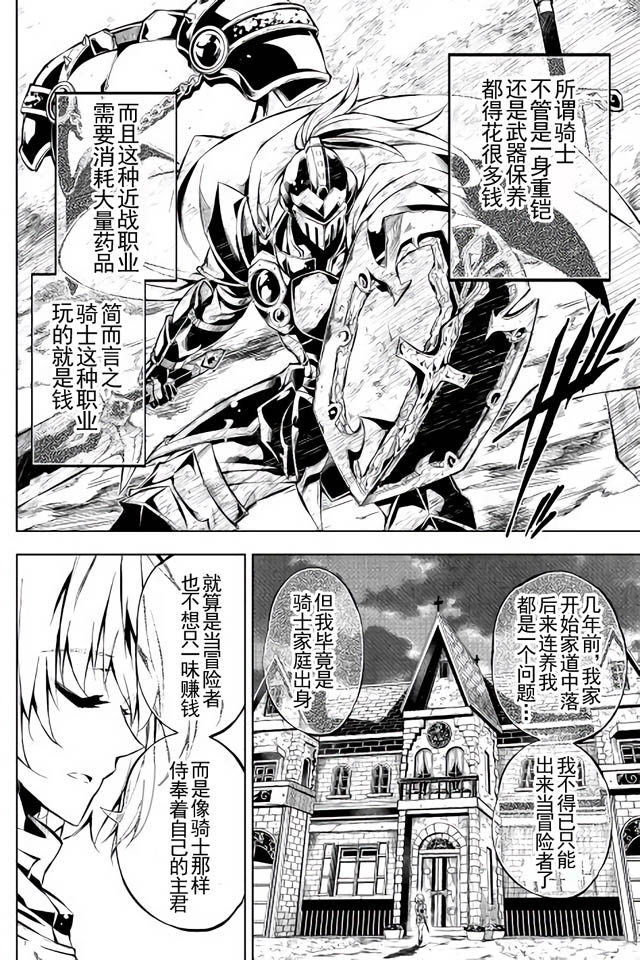 所谓骑士
不管是一身重铠
还是武器保养
都得花很多钱
而且这种近战职业
需要消耗大量药品
简而言之
骑士这种职业
玩的就是钱
几年前，我家
开始家道中落
后来连养我
都是一个问题…
我不得已只能
出来当冒险者了
但我毕竟是
骑士家庭出身
就算是当冒险者
也不想只一味赚钱
而是像骑士那样
侍奉着自己的主君